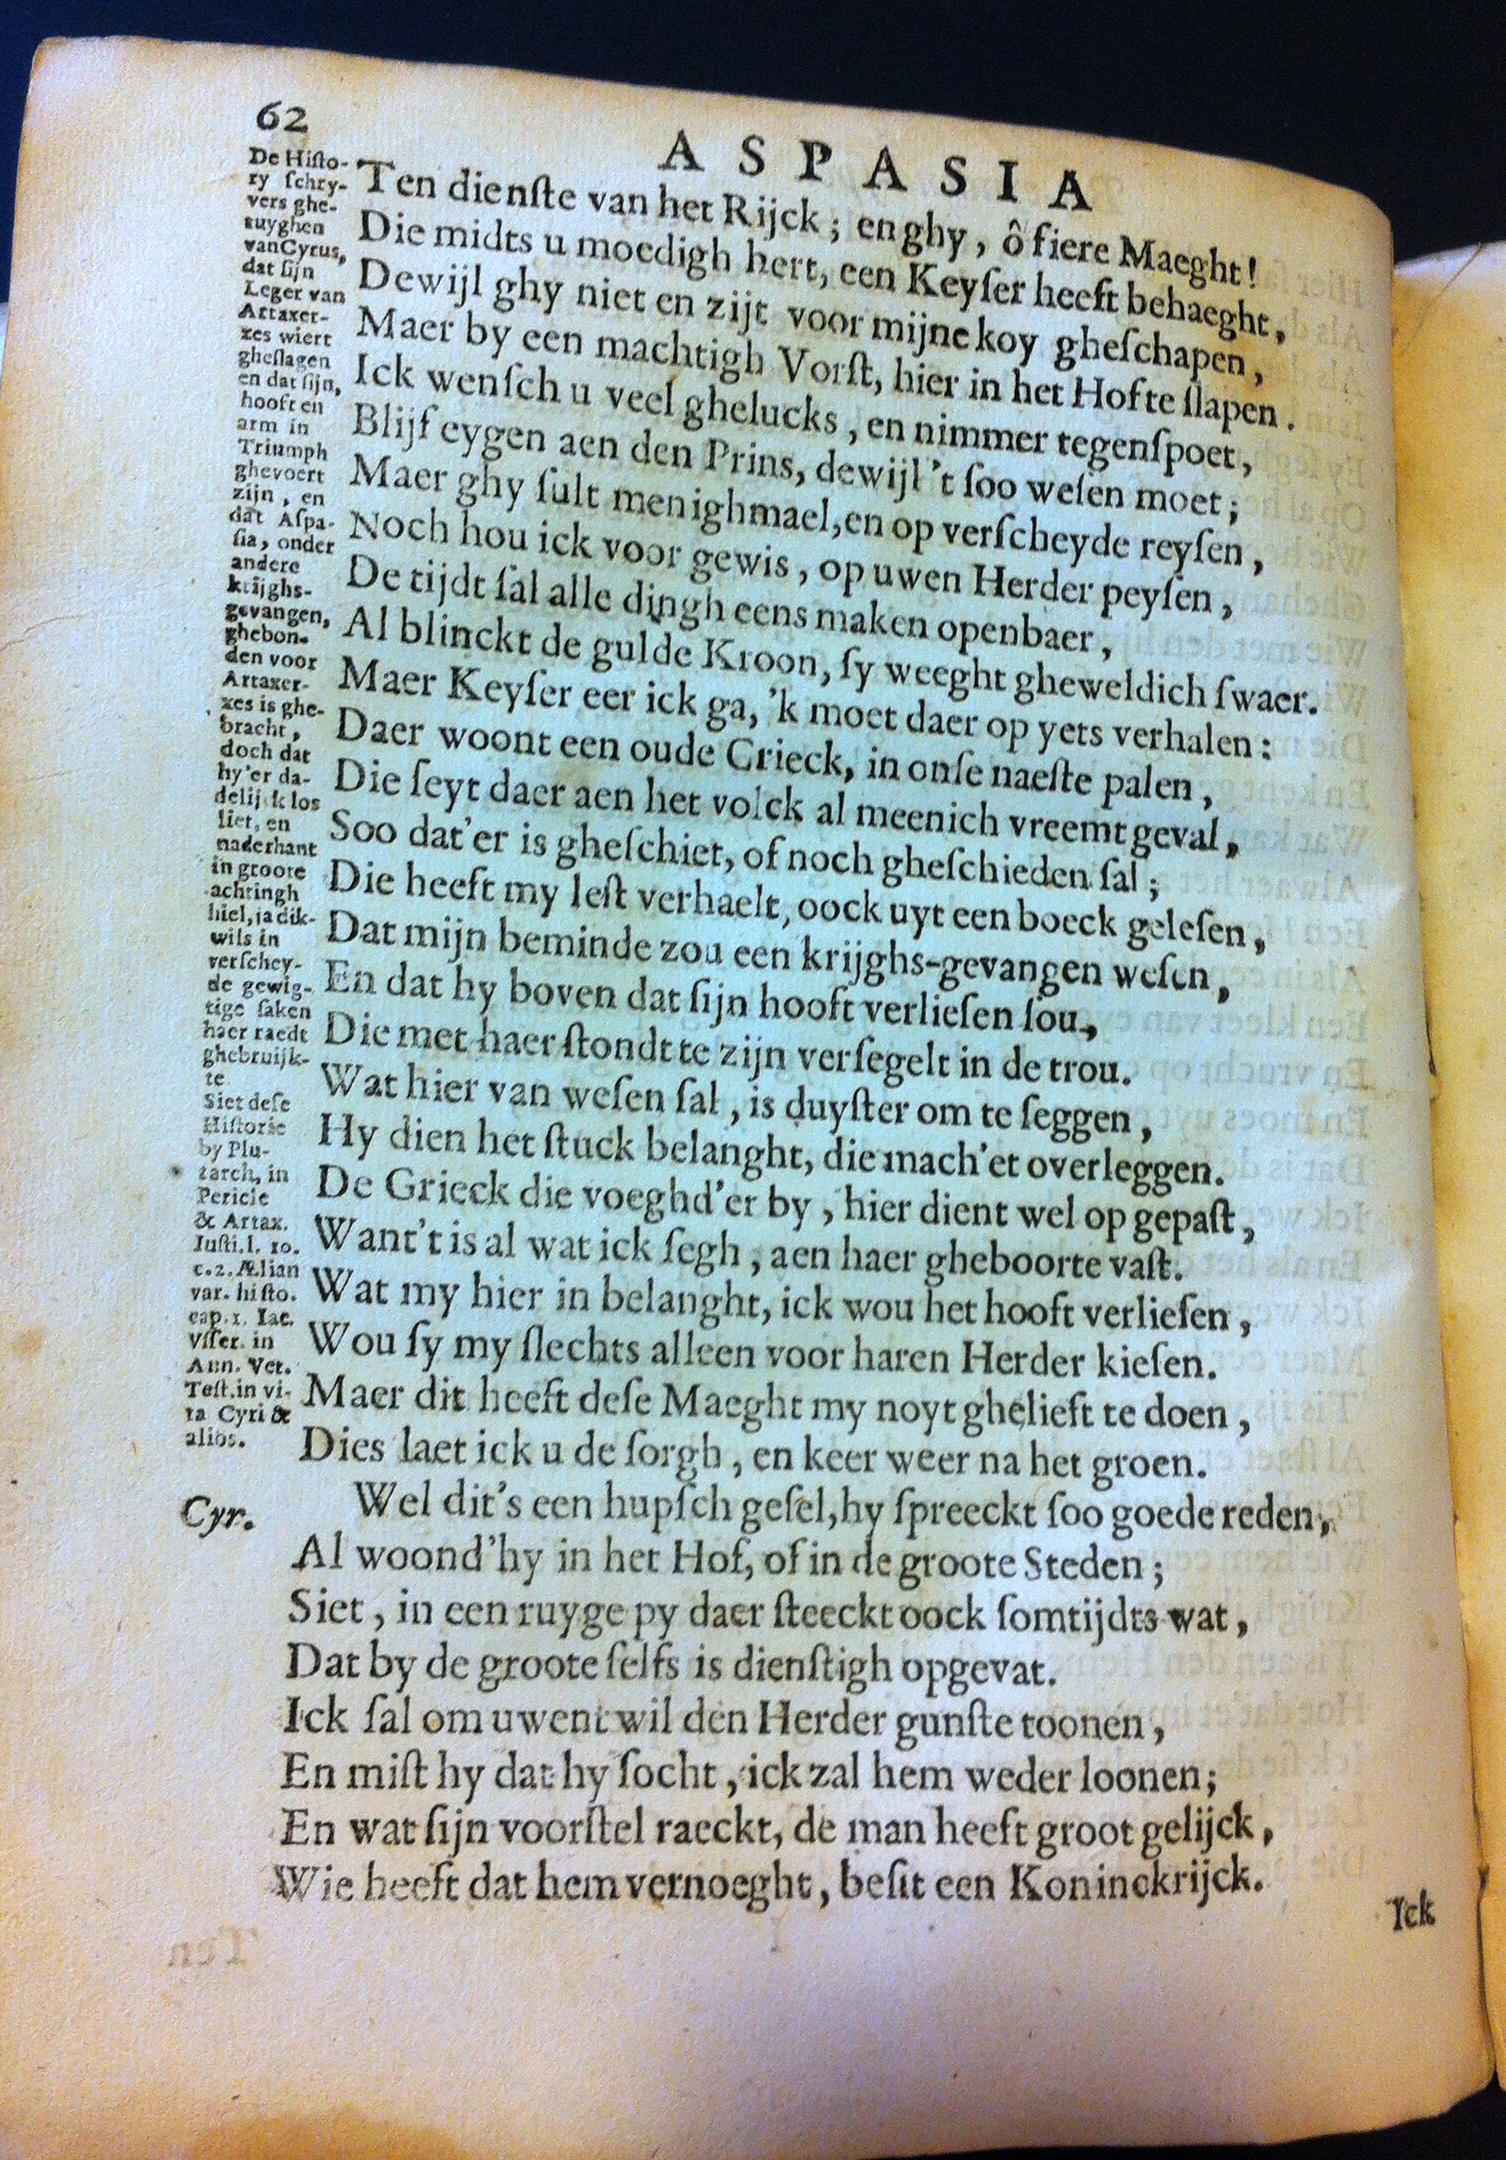 62
ASPASIA
De Histo-
ry schry-
vers ghe-
tuyghen
van Cyrus,
dat sijn
Leger van
Artaxer-
xes wiert
gheslagen
en dat sijn,
hooft en
arm in
Triumph
ghevoert
zijn, en
dat Aspa-
sia, onder
andere
krijghs-
gevangen,
ghebon-
den voor
Artaxer-
xes is ghe-
bracht,
doch dat
hy'er da-
delijck los
liet, en
naderhant
in groote
achtingh
hiel, ja dik-
wils in
verschey-
de gewig-
tige saken
haer raedt
ghebruijk-
te
Siet dese
Historie
by Plu-
tarch, in
Pericle
& Artax.
Iusti. l. 10.
c. 2. Ælian
var. histo.
cap. 1. Iac.
Vsser. in
Ann. Vet.
Test. in vi-
ta Cyri &
alios.
Ten dienste van het Rijck; en ghy, ô fiere Maeght!
Die midts u moedigh hert, een Keyser heeft behaeght,
Dewijl ghy niet en zijt voor mijne koy gheschapen,
Maer by een machtigh Vorst, hier in het Hof te slapen.
Ick wensch u veel ghelucks, en nimmer tegenspoet,
Blijf eygen aen den Prins, dewijl 't soo wesen moet;
Maer ghy sult menighmael, en op verscheyde reysen,
Noch hou ick voor gewis, op uwen Herder peysen,
De tijdt sal alle dingh eens maken openbaer,
Al blinckt de gulde Kroon, sy weeght gheweldich swaer.
Maer Keyser eer ick ga, 'k moet daer op yets verhalen:
Daer woont een oude Grieck, in onse naeste palen,
Die seyt daer aen het volck al meenich vreemt geval,
Soo dat'er is gheschiet, of noch gheschieden sal;
Die heeft my lest verhaelt, oock uyt een boeck gelesen,
Dat mijn beminde zou een krijghs-gevangen wesen,
En dat hy boven dat sijn hooft verliesen sou,
Die met haer stondt te zijn versegelt in de trou.
Wat hier van wesen sal, is duyster om te seggen,
Hy dien het stuck belanght, die mach'et overleggen.
De Grieck die voeghd'er by, hier dient wel op gepast,
Want't is al wat ick segh, aen haer gheboorte vast.
Wat my hier in belanght, ick wou het hooft verliesen,
Wou sy my slechts alleen voor haren Herder kiesen.
Maer dit heeft dese Maeght my noyt ghelieft te doen,
Dies laet ick u de sorgh, en keer weer na het groen.
Cyr. Wel dit's een hupsch gesel, hy spreeckt soo goede reden,
Al woond'hy in het Hof, of in de groote Steden;
Siet, in een ruyge py daer steeckt oock somtijdts wat,
Dat by de groote selfs is dienstigh opgevat.
Ick sal om uwent wil den Herder gunste toonen,
En mist hy dat hy socht, ick zal hem weder loonen;
En wat sijn voorstel raeckt, de man heeft groot gelijck,
Wie heeft dat hem vernoeght, besit een Koninckrijck.
Ick